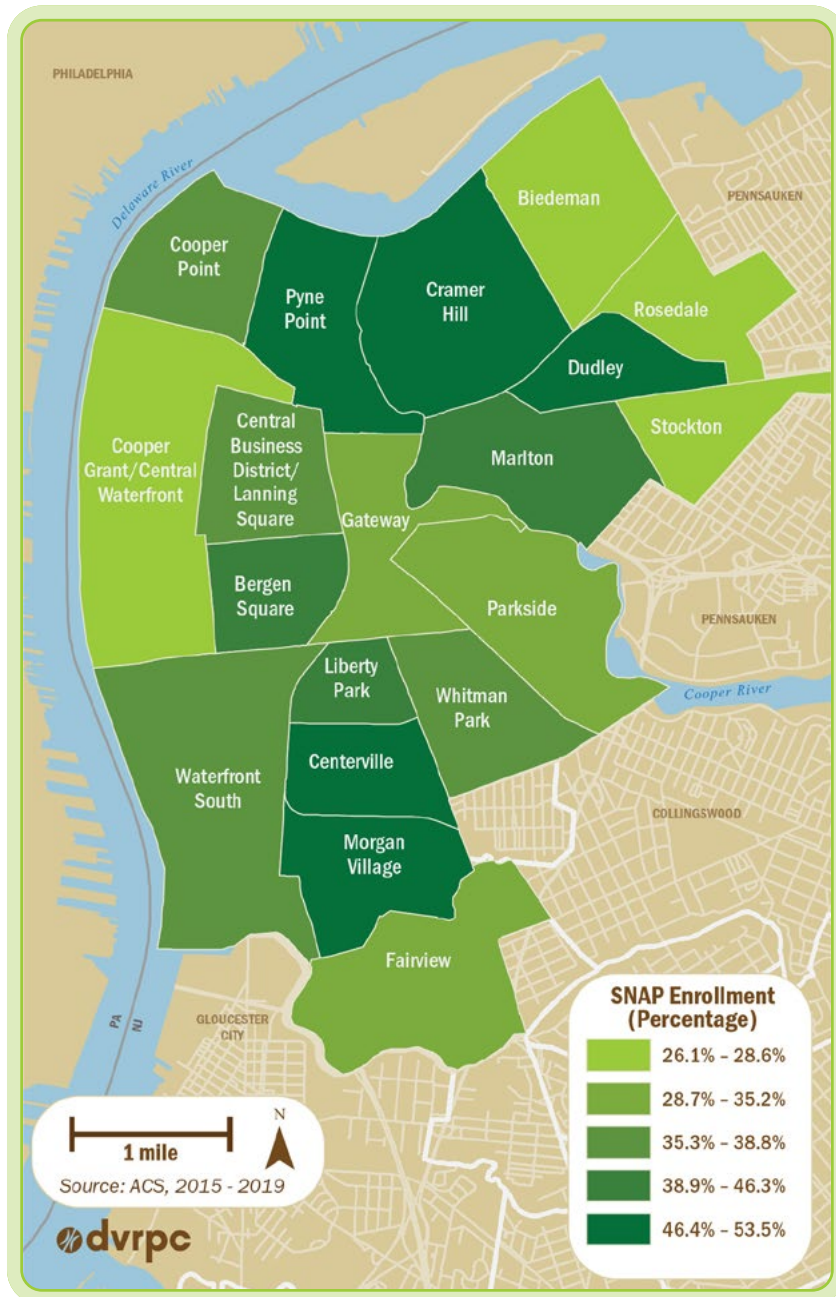 PHILADELPHIA
Delaware River
Biedeman
PENNSAUKEN
Cooper
Point
Pyne
Point
Cramer
Hill
Rosedale
Dudley
Cooper
Grant/Central
Waterfront
Central
Business
District/
Lanning
Square
Stockton
Marlton
Gateway
Bergen
Square
Parkside
PENNSAUKEN
Liberty
Park
Whitman
Park
Cooper River
Waterfront
South
Centerville
COLLINGSWOOD
Morgan
Village
Fairview
PA
NJ
GLOUCESTER
CITY
SNAP Enrollment
(Percentage)
26.1% – 28.6%
28.7% – 35.2%
35.3% – 38.8%
38.9% – 46.3%
46.4% – 53.5%
N
1 mile
Source: ACS, 2015 - 2019
dvrpc